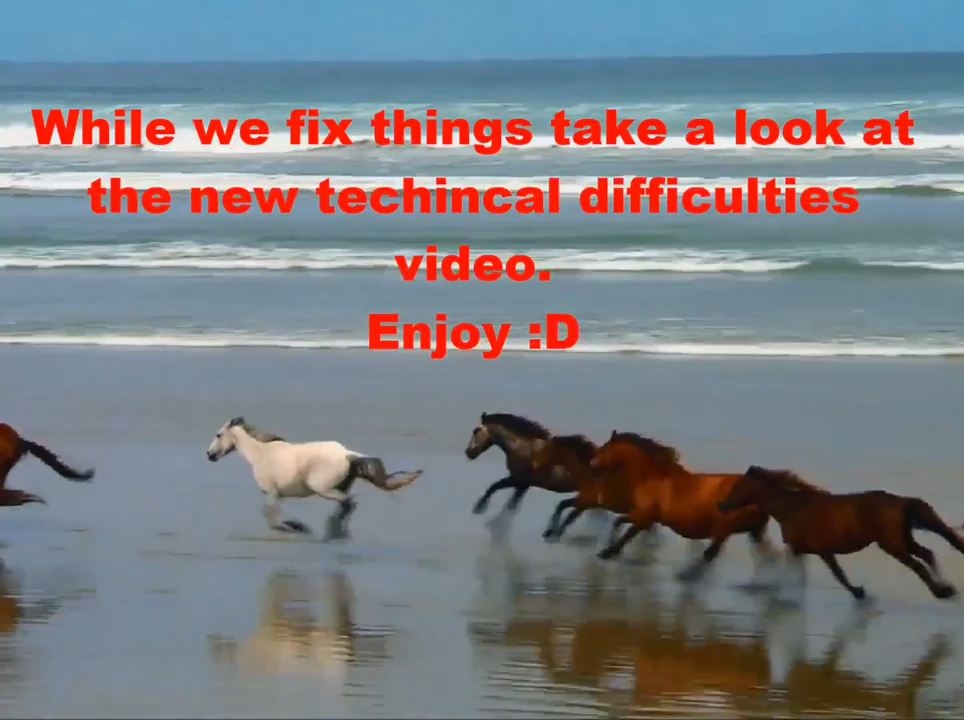 While we fix things take a look at
the new techincal difficulties
video.
Enjoy :D